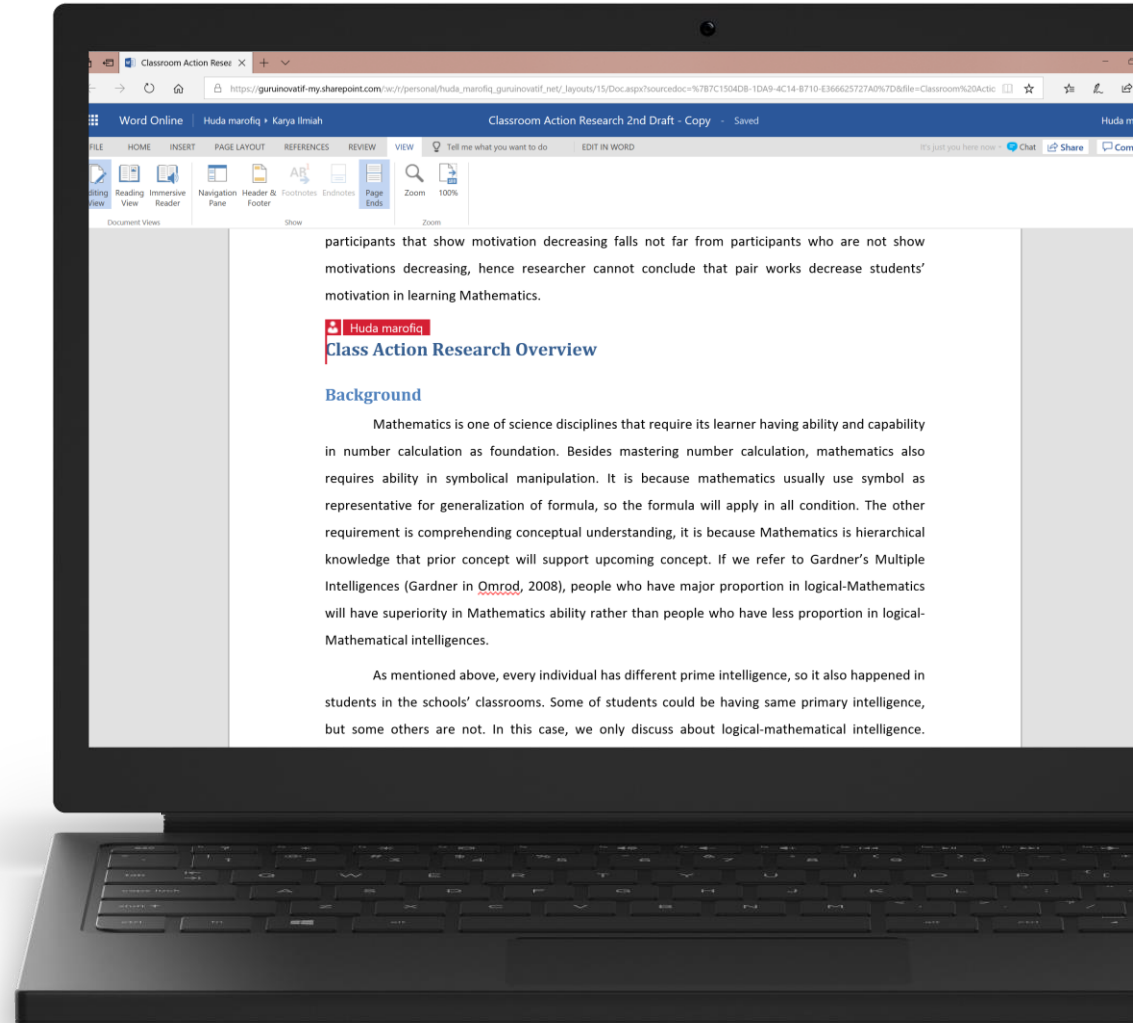 Classroom Action Resea
https://guruinovatif-my.sharepoint.com/:w:/r/personal/huda_marofiq_guruinovatif_net/_layouts/15/Doc.aspx?sourcedoc=%7B7C1504DB-1DA9-4C14-B710-E366625727A0%7D&file=Classroom%20Actic
Word Online Huda marofiq ▸ Karya Ilmiah Classroom Action Research 2nd Draft - Copy - Saved Huda m
FILE HOME INSERT PAGE LAYOUT REFERENCES REVIEW VIEW Tell me what you want to do EDIT IN WORD It's just you here now Chat Share Com
diting Reading Immersive Navigation Header & Footnotes Endnotes Page Zoom 100%
View View Reader Pane Footer Ends
Document Views Show Zoom
participants that show motivation decreasing falls not far from participants who are not show
motivations decreasing, hence researcher cannot conclude that pair works decrease students’
motivation in learning Mathematics.
Huda marofiq
Class Action Research Overview
Background
Mathematics is one of science disciplines that require its learner having ability and capability
in number calculation as foundation. Besides mastering number calculation, mathematics also
requires ability in symbolical manipulation. It is because mathematics usually use symbol as
representative for generalization of formula, so the formula will apply in all condition. The other
requirement is comprehending conceptual understanding, it is because Mathematics is hierarchical
knowledge that prior concept will support upcoming concept. If we refer to Gardner’s Multiple
Intelligences (Gardner in Omrod, 2008), people who have major proportion in logical-Mathematics
will have superiority in Mathematics ability rather than people who have less proportion in logical-
Mathematical intelligences.
As mentioned above, every individual has different prime intelligence, so it also happened in
students in the schools’ classrooms. Some of students could be having same primary intelligence,
but some others are not. In this case, we only discuss about logical-mathematical intelligence.